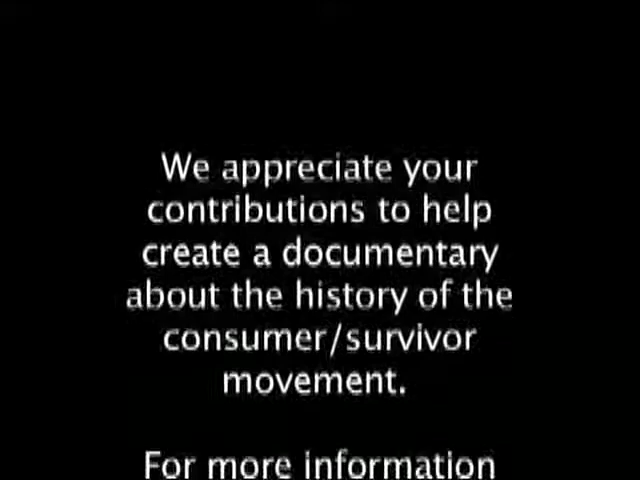 We appreciate your
contributions to help
create a documentary
about the history of the
consumer/survivor
movement.
For more information